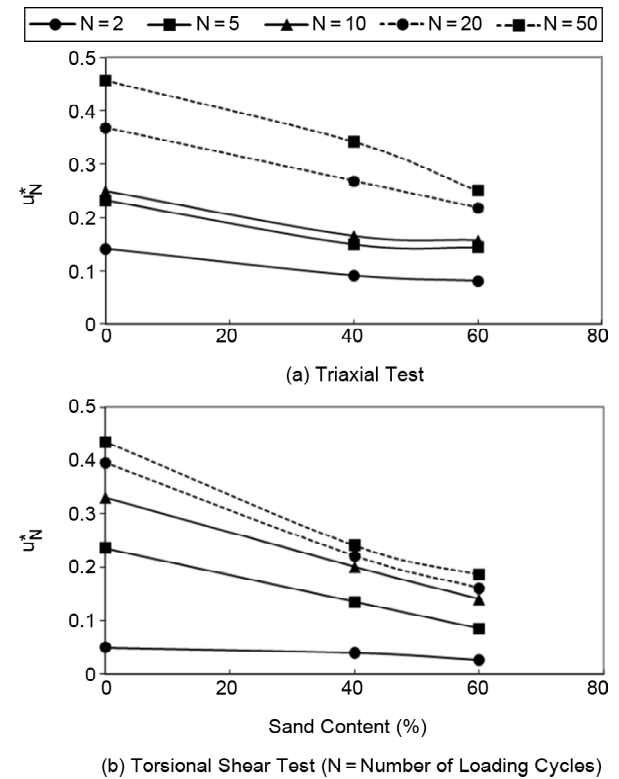 N = 2 N = 5 N = 10 N = 20 N = 50
0.5
0.4
0.3
0.2
0.1
0
u*N
0 20 40 60 80
(a) Triaxial Test
0.5
0.4
0.3
0.2
0.1
0
u*N
0 20 40 60 80
Sand Content (%)
(b) Torsional Shear Test (N = Number of Loading Cycles)